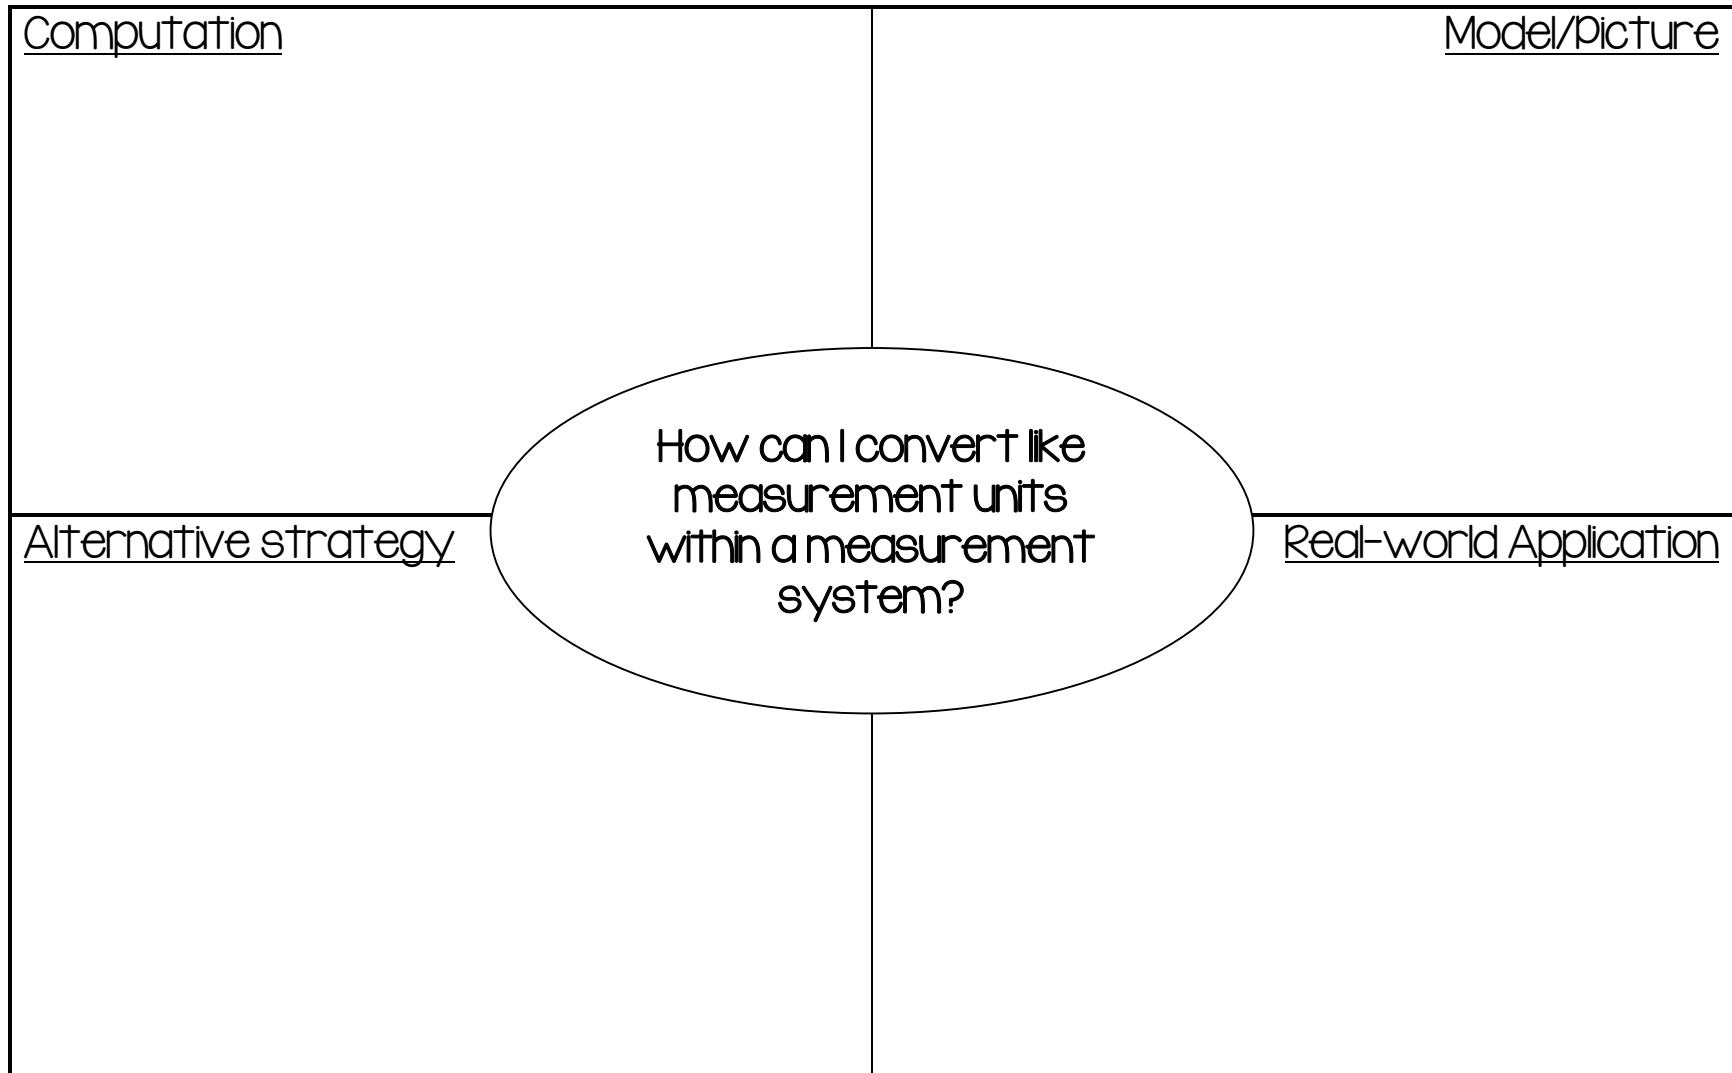 Computation
Model/Picture
How can I convert like
measurement units
within a measurement
system?
Alternative strategy
Real-world Application